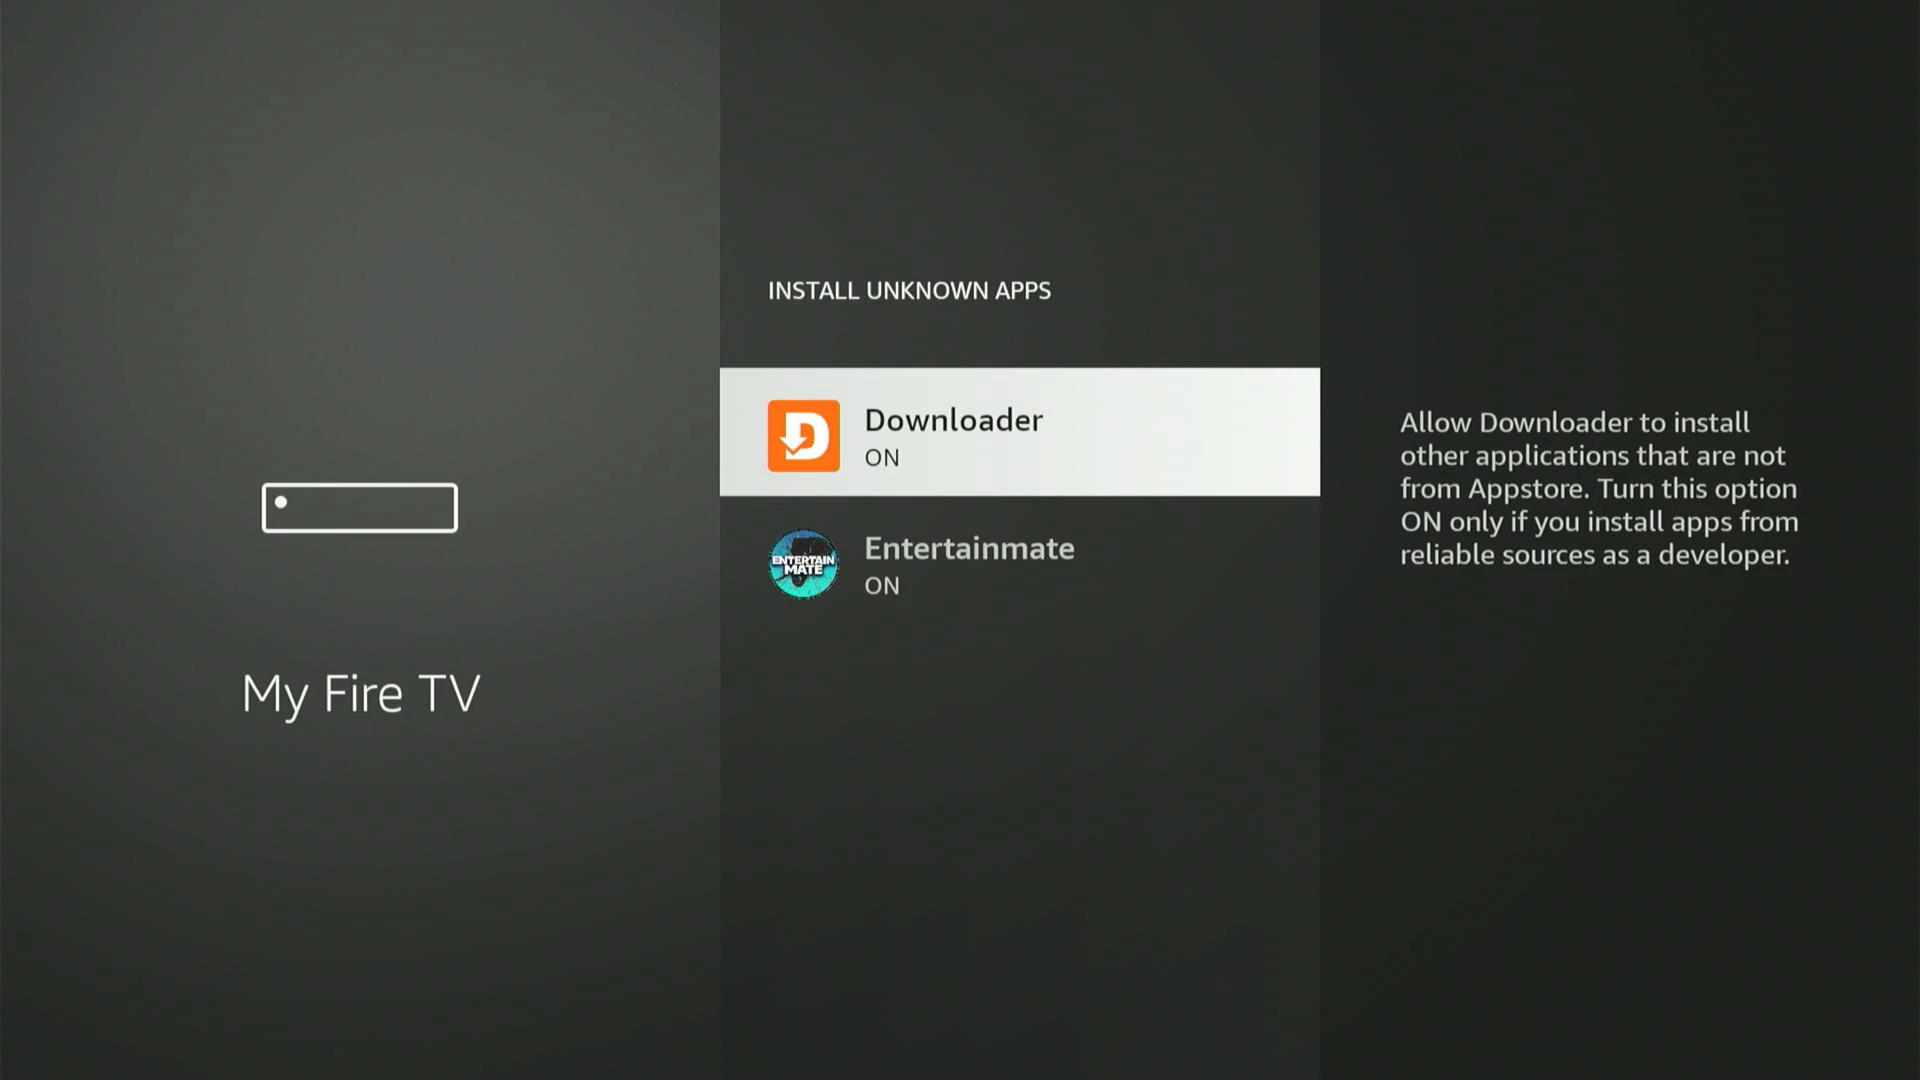 INSTALL UNKNOWN APPS
Downloader
ON
ENTERTAIN
MATE
Entertainmate
ON
My Fire TV
Allow Downloader to install
other applications that are not
from Appstore. Turn this option
ON only if you install apps from
reliable sources as a developer.